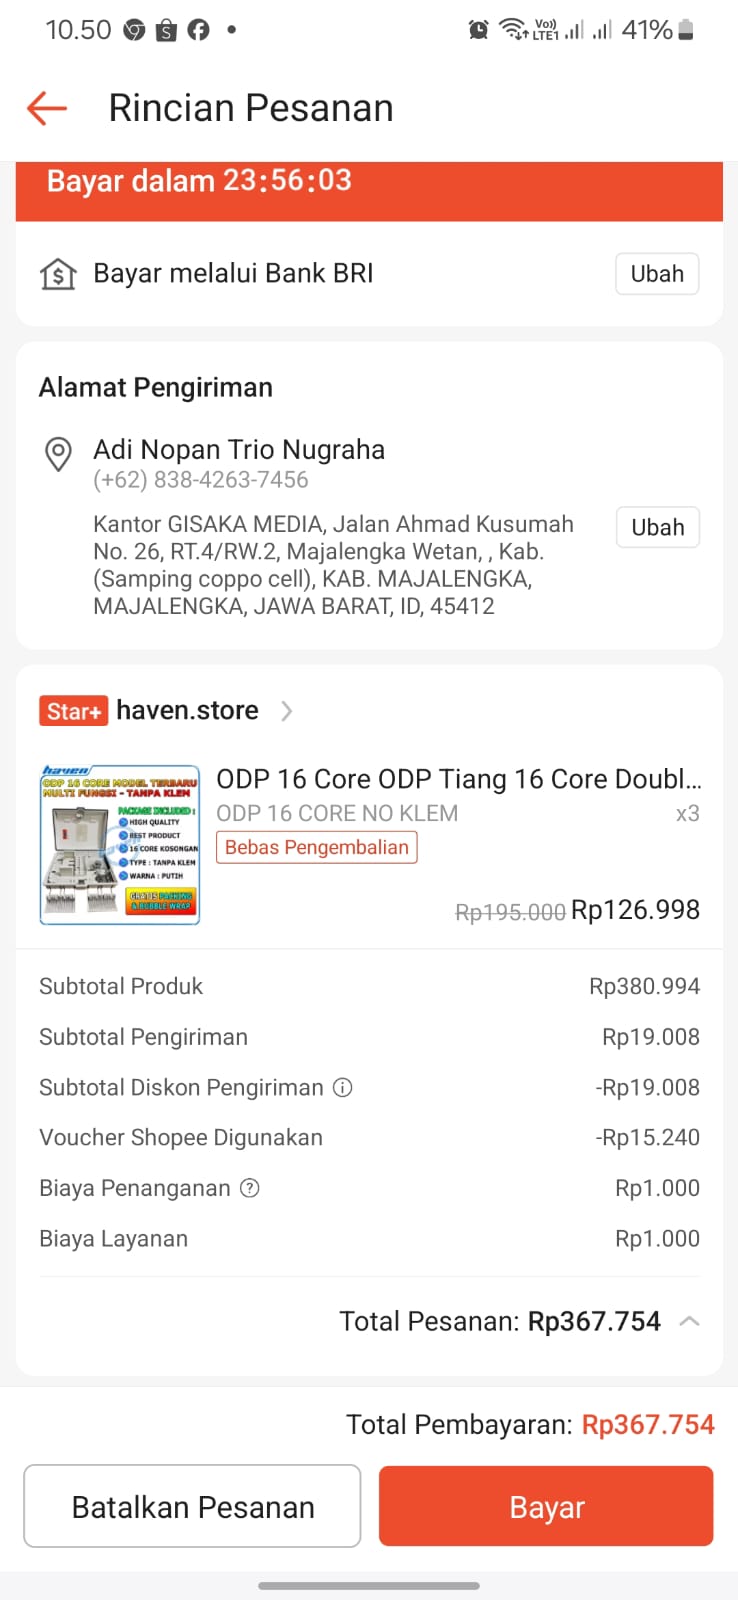 10.50
Vo)) LTE1
41%
Rincian Pesanan
Bayar dalam 23:56:03
Bayar melalui Bank BRI
Ubah
Alamat Pengiriman
Adi Nopan Trio Nugraha
(+62) 838-4263-7456
Kantor GISAKA MEDIA, Jalan Ahmad Kusumah
No. 26, RT.4/RW.2, Majalengka Wetan, , Kab.
(Samping coppo cell), KAB. MAJALENGKA,
MAJALENGKA, JAWA BARAT, ID, 45412
Ubah
Star+ haven.store
haven
ODP 16 CORE MODEL TERBARU
MULTI FUNGSI - TANPA KLEM
PACKAGE INCLUDED :
HIGH QUALITY
BEST PRODUCT
16 CORE KOSONGAN
TYPE : TANPA KLEM
WARNA : PUTIH
GRATIS PACKING
& BUBBLE WRAP
ODP 16 Core ODP Tiang 16 Core Doubl...
ODP 16 CORE NO KLEM x3
Bebas Pengembalian
Rp195.000 Rp126.998
Subtotal Produk Rp380.994
Subtotal Pengiriman Rp19.008
Subtotal Diskon Pengiriman -Rp19.008
Voucher Shopee Digunakan -Rp15.240
Biaya Penanganan Rp1.000
Biaya Layanan Rp1.000
Total Pesanan: Rp367.754
Total Pembayaran: Rp367.754
Batalkan Pesanan
Bayar